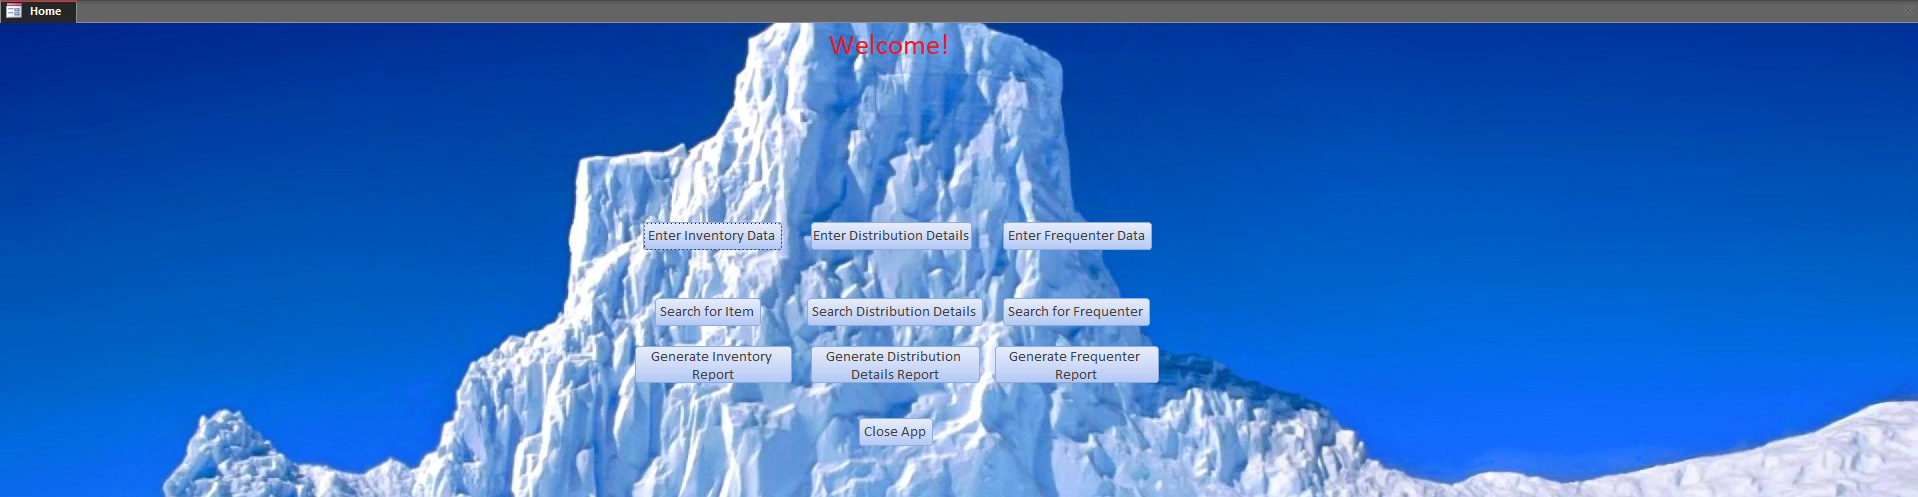 Home
Welcome!
Enter Inventory Data
Enter Distribution Details
Enter Frequenter Data
Search for Item
Search Distribution Details
Search for Frequenter
Generate Inventory
Report
Generate Distribution
Details Report
Generate Frequenter
Report
Close App